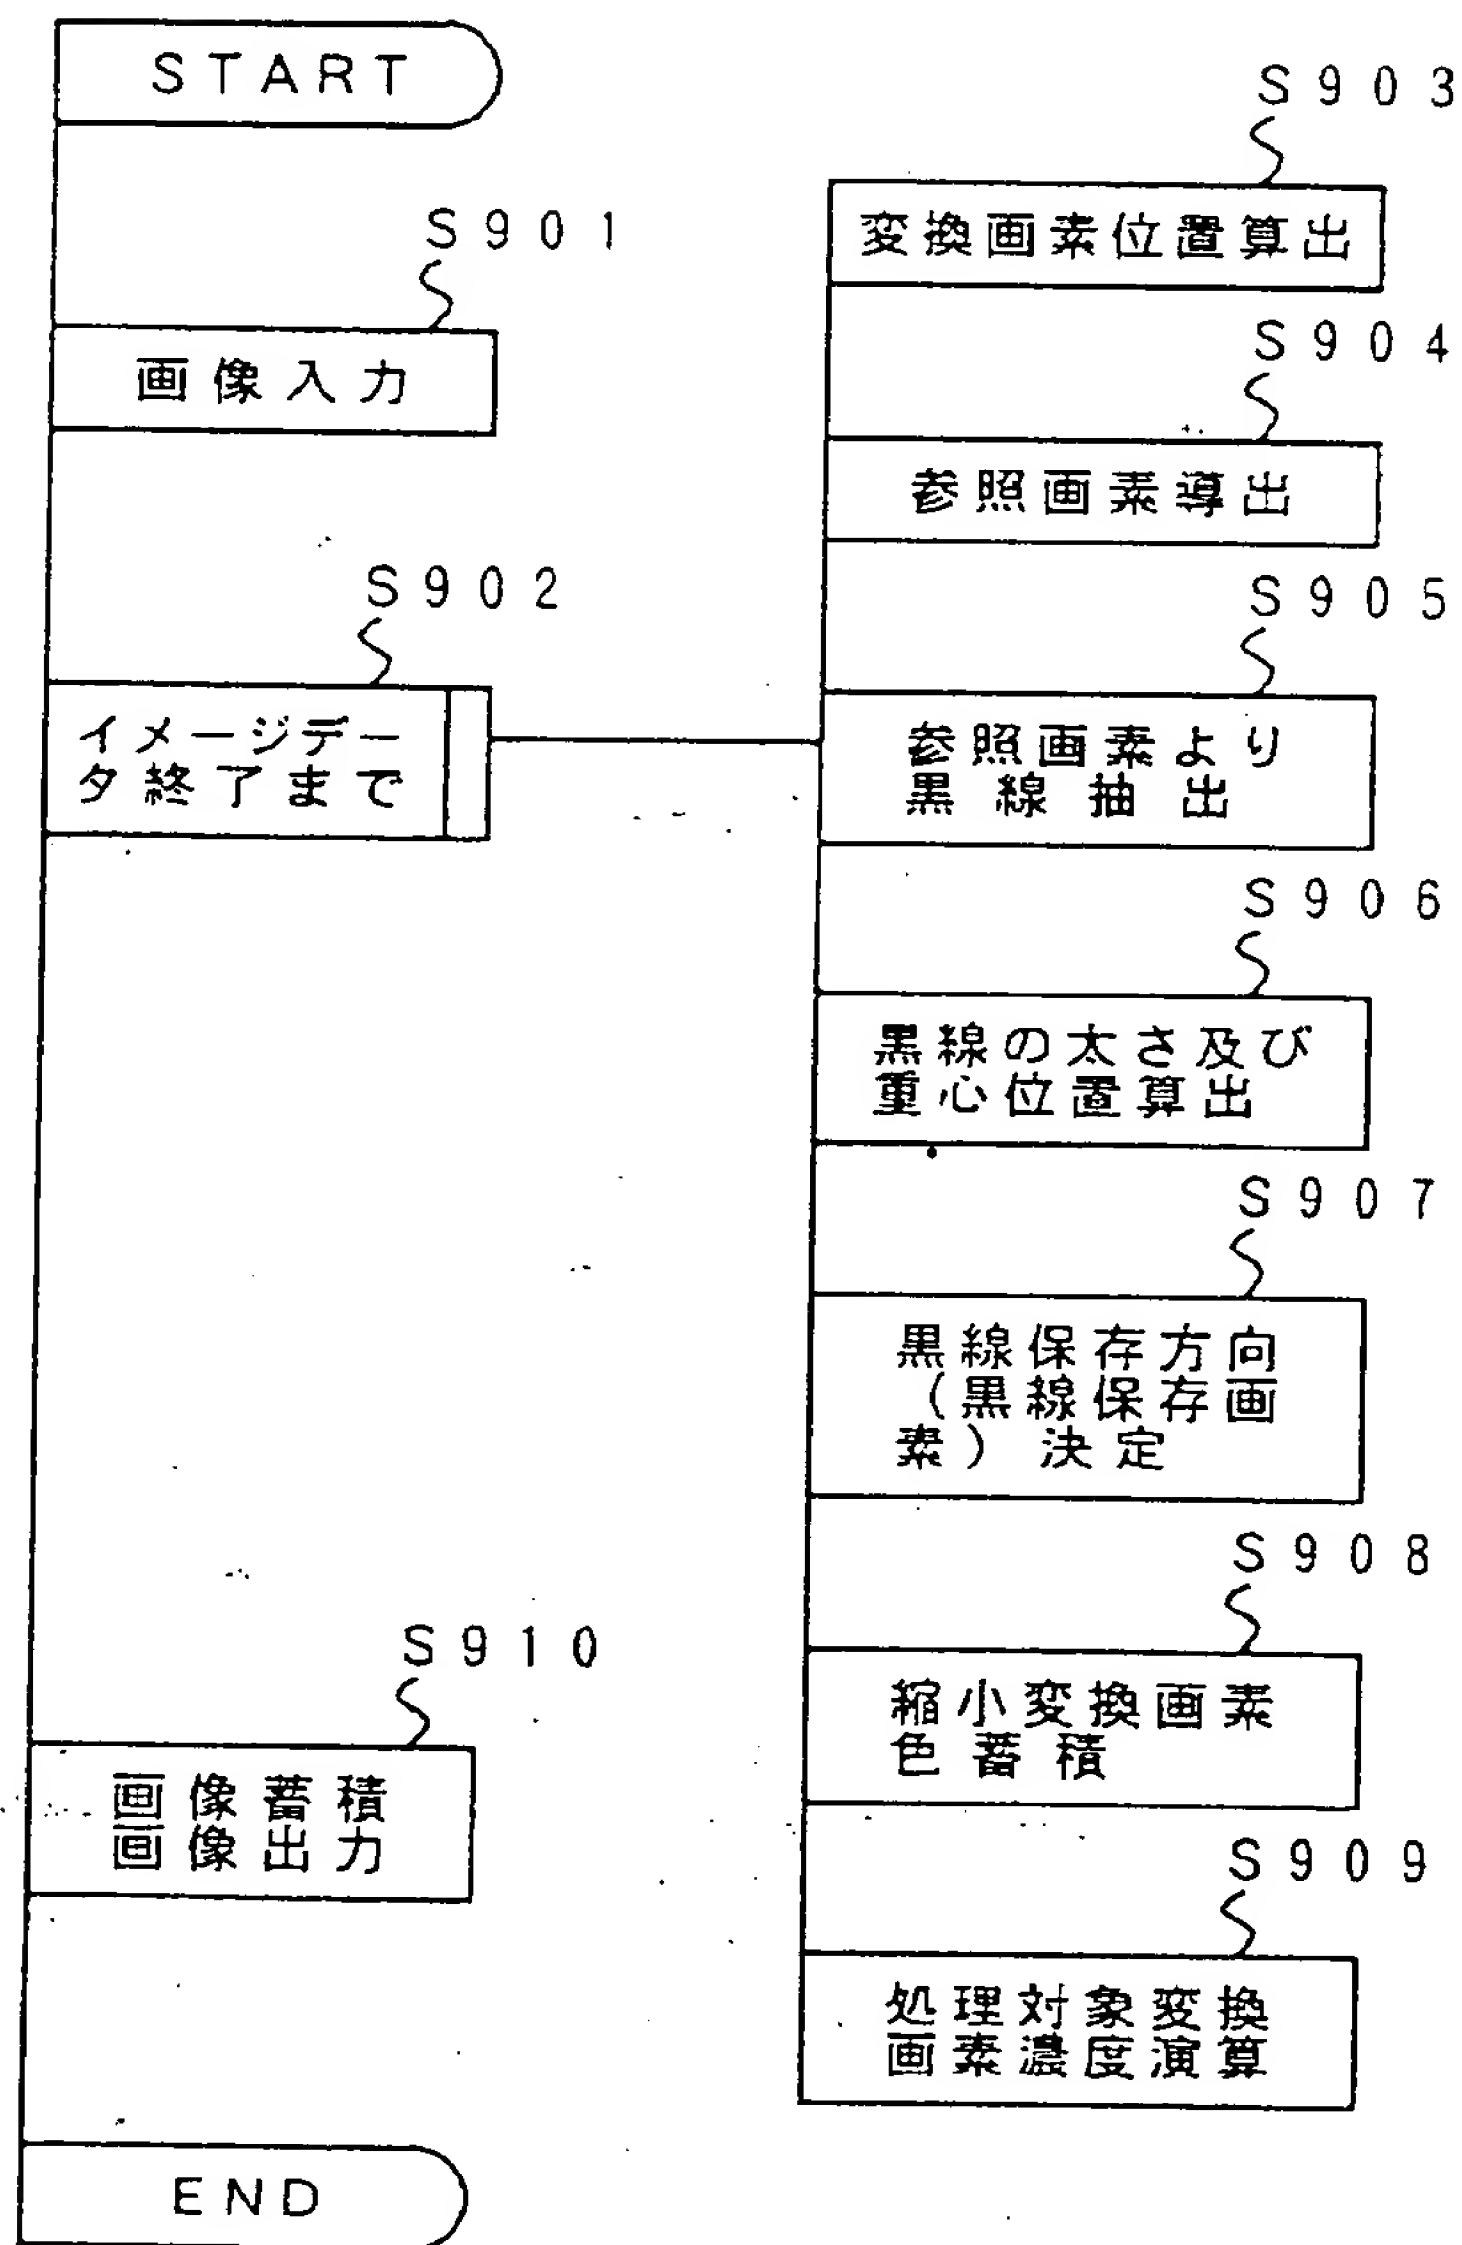 START
S901
画像入力
S902
イメージデー
タ終了まで
S903
変換画素位置算出
S904
参照画素導出
S905
参照画素より
黒線抽出
S906
黒線の太さ及び
重心位置算出
S907
黒線保存方向
(黒線保存画
素)決定
S908
縮小変換画素
色蓄積
S909
処理対象変換
画素濃度演算
S910
画像蓄積
画像出力
END